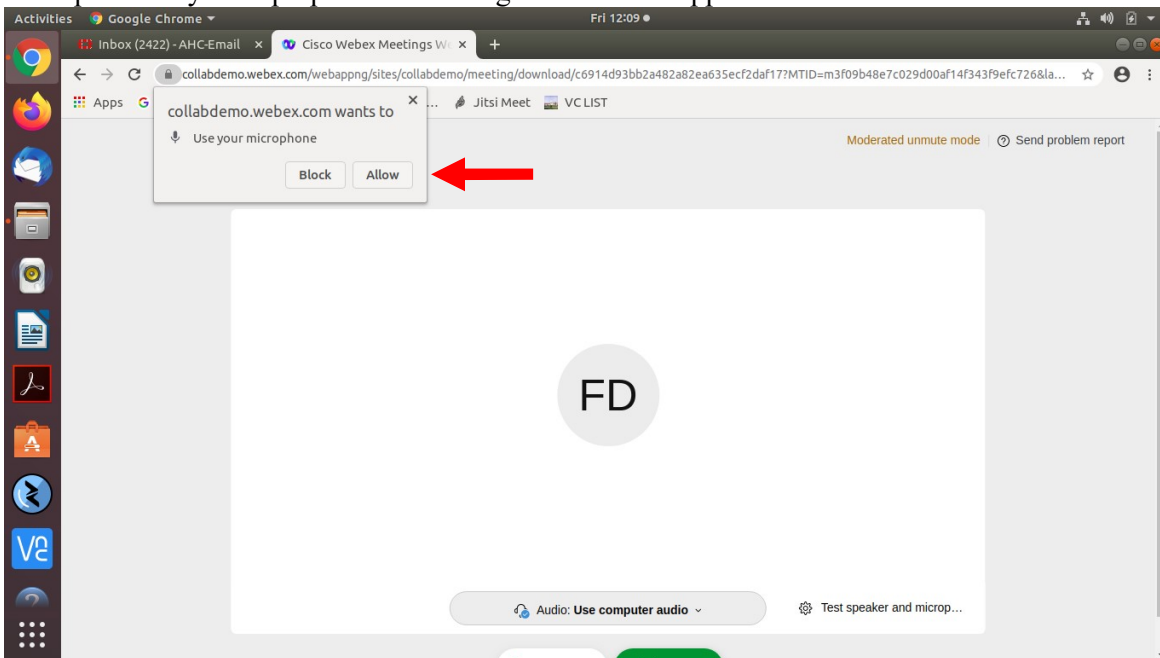 Activities Google Chrome Fri 12:09
Inbox (2422) - AHC-Email × Cisco Webex Meetings W × +
collabdemo.webex.com/webappng/sites/collabdemo/meeting/download/c6914d93bb2a482a82ea635ecf2daf17?MTID=m3f09b48e7c029d00af14f343f9efc726&la...
Apps G ... Jitsi Meet VC LIST
collabdemo.webex.com wants to ×
Use your microphone
Block Allow
Moderated unmute mode Send problem report
FD
Audio: Use computer audio
Test speaker and microp...